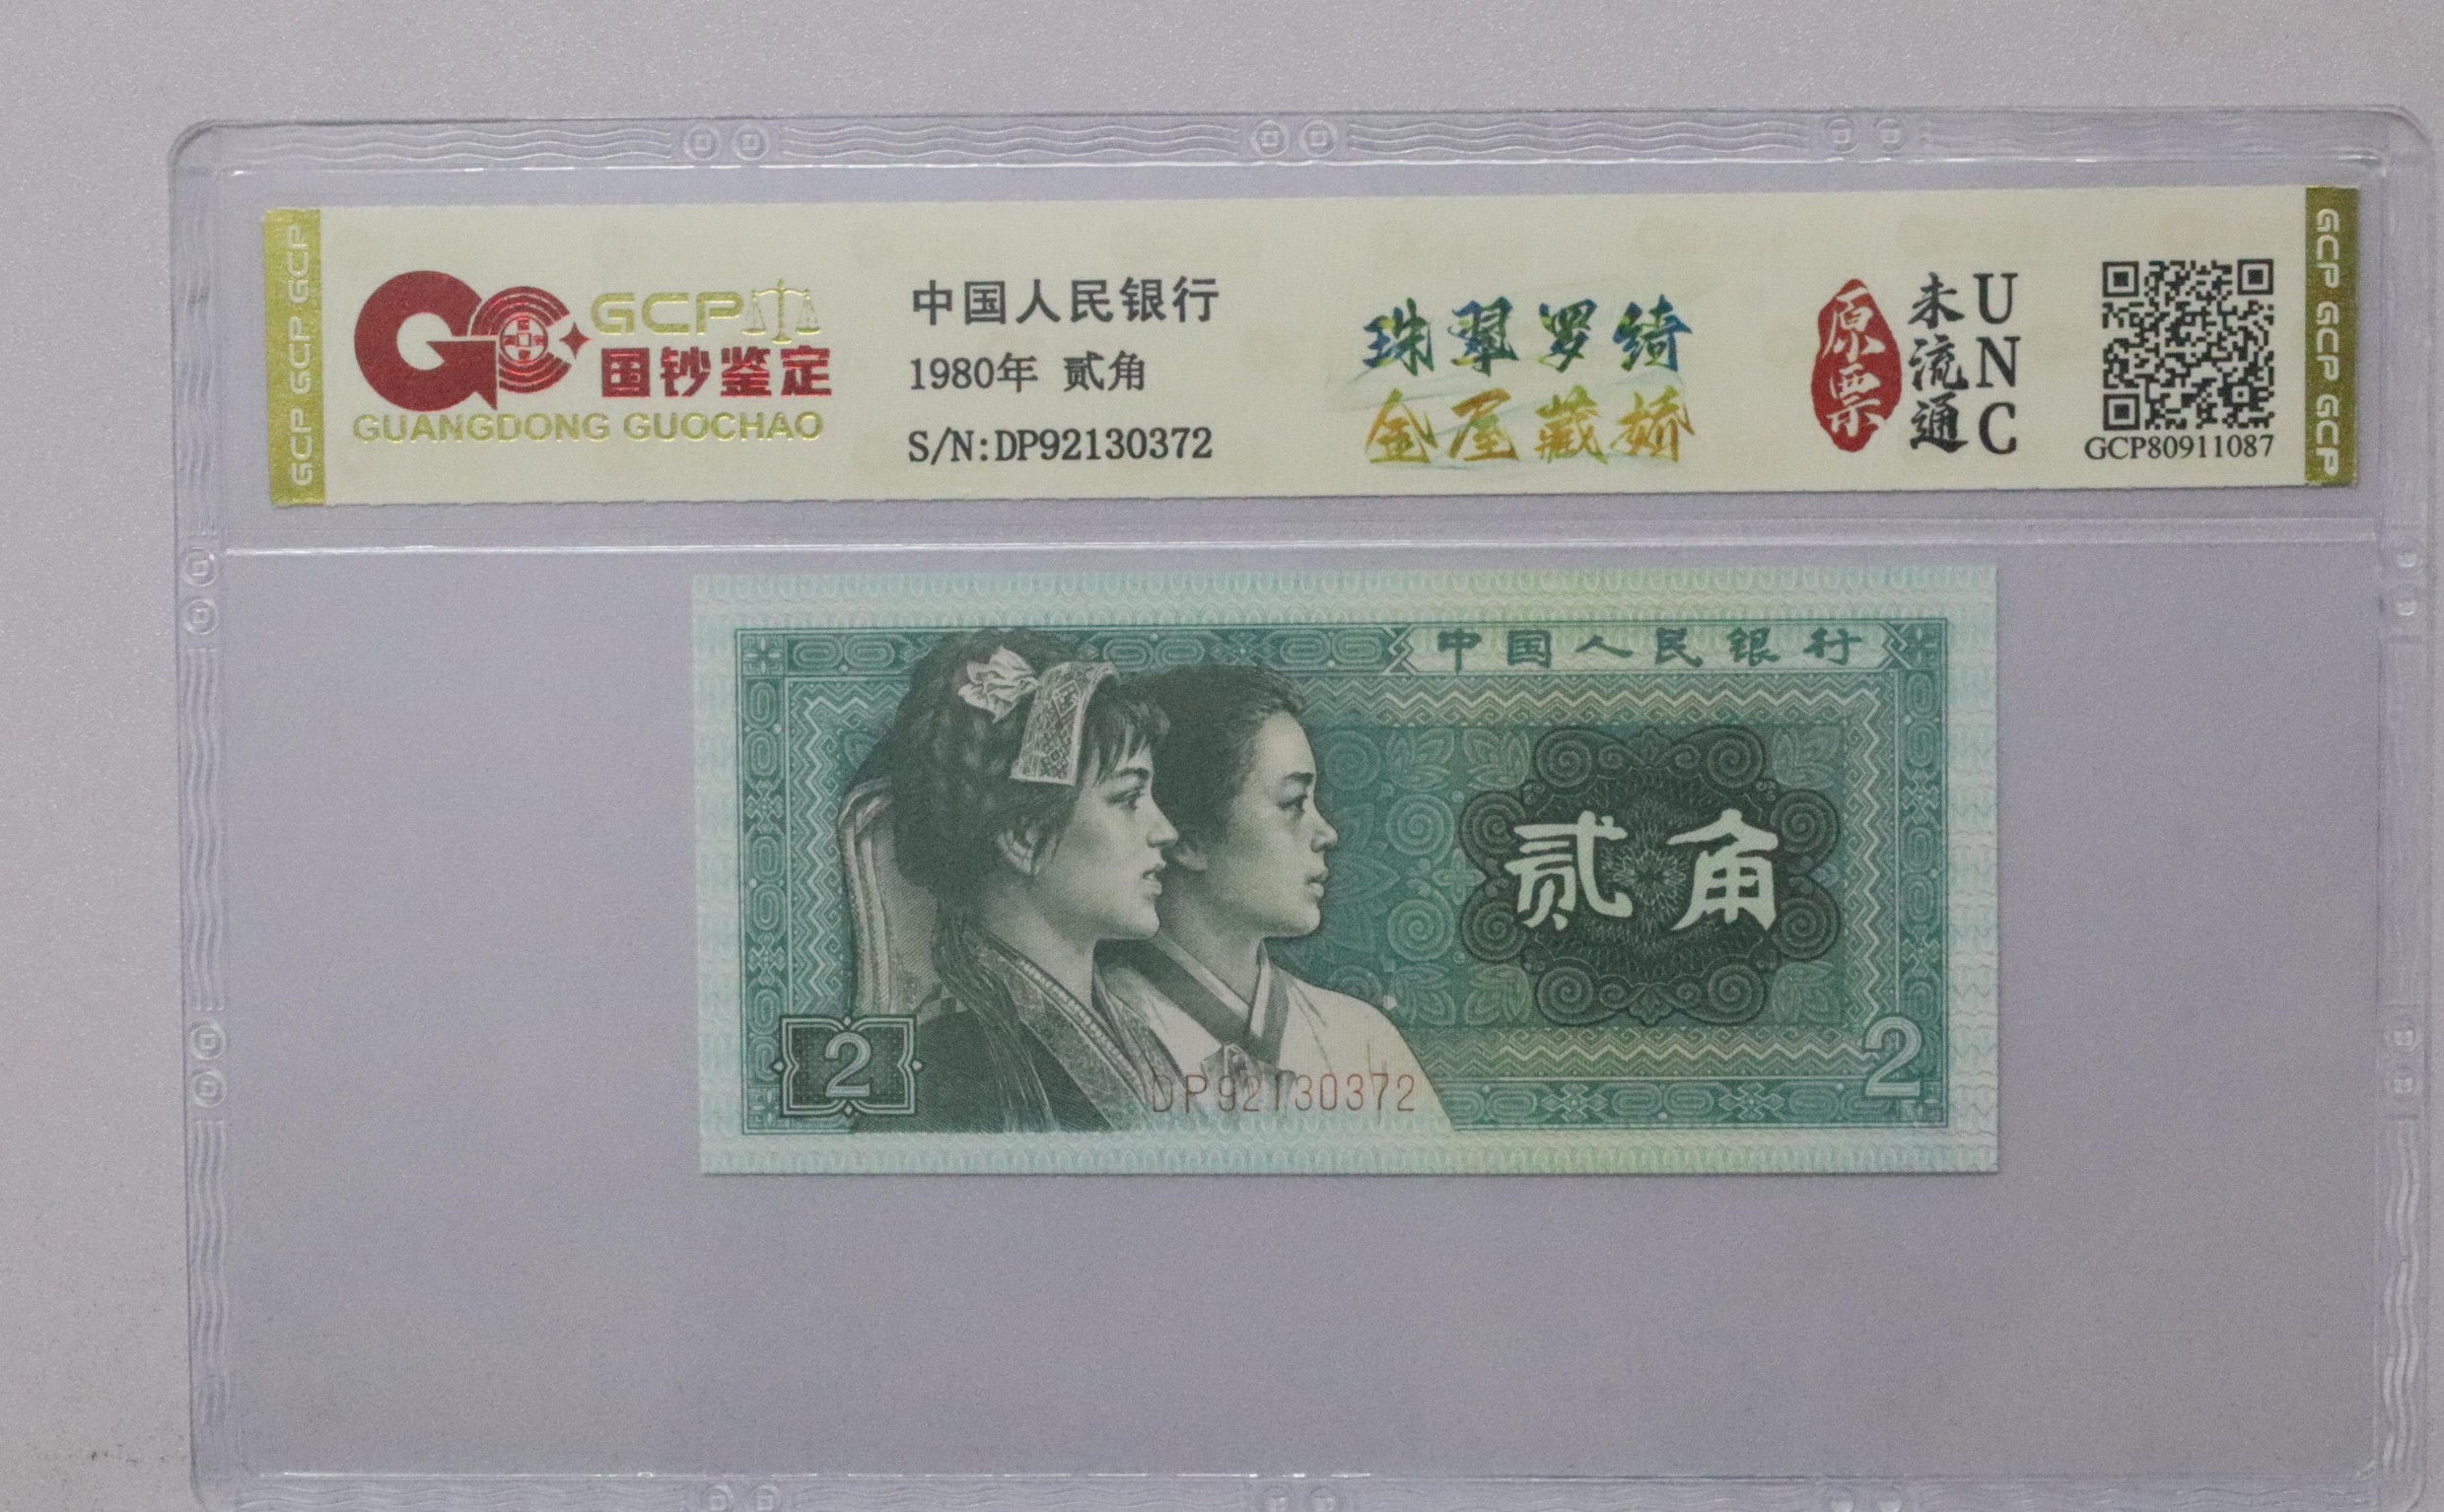 GCP GCP GCP
GCP
国钞鉴定
GUANGDONG GUOCHAO
中国人民银行
1980年 贰角
S/N:DP92130372
珠翠罗绮
金屋藏娇
原票
未流通
UNC
GCP80911087
GCP GCP GCP
中国人民银行
贰角
2
2
DP92130372